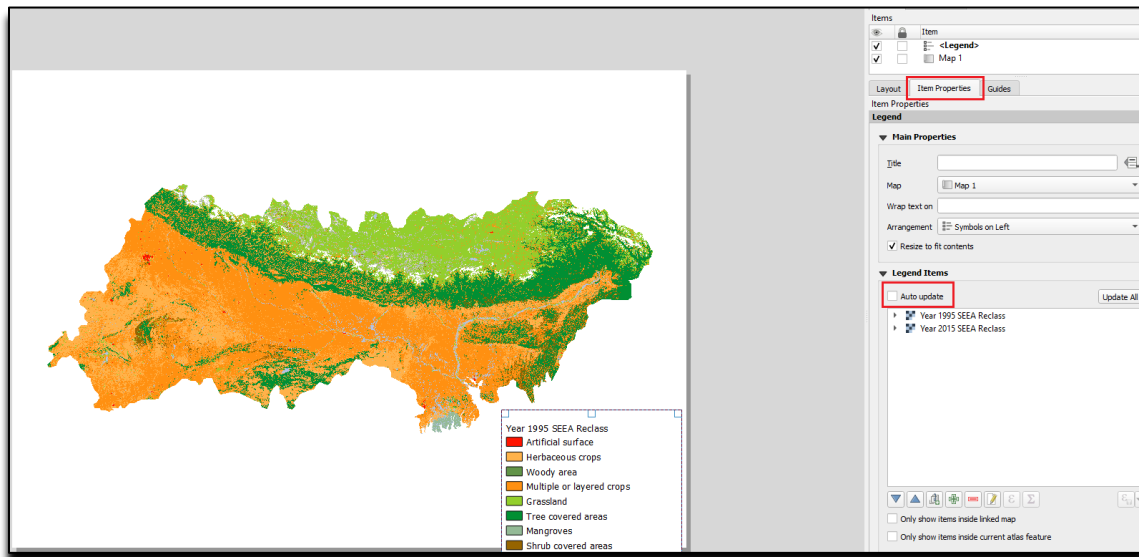 Items
Item
<Legend>
Map 1
Layout Item Properties Guides
Item Properties
Legend
Main Properties
Title
Map Map 1
Wrap text on
Arrangement Symbols on Left
Resize to fit contents
Legend Items
Auto update Update All
Year 1995 SEEA Reclass
Year 2015 SEEA Reclass
Only show items inside linked map
Only show items inside current atlas feature
Year 1995 SEEA Reclass
Artificial surface
Herbaceous crops
Woody area
Multiple or layered crops
Grassland
Tree covered areas
Mangroves
Shrub covered areas